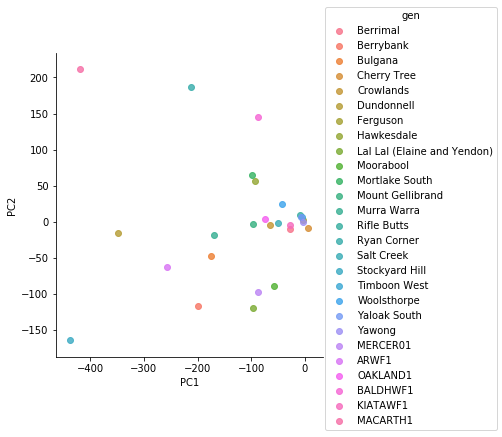 gen
Berrimal
Berrybank
Bulgana
Cherry Tree
Crowlands
Dundonnell
Ferguson
Hawkesdale
Lal Lal (Elaine and Yendon)
Moorabool
Mortlake South
Mount Gellibrand
Murra Warra
Rifle Butts
Ryan Corner
Salt Creek
Stockyard Hill
Timboon West
Woolsthorpe
Yaloak South
Yawong
MERCER01
ARWF1
OAKLAND1
BALDHWF1
KIATAWF1
MACARTH1
200
150
100
50
0
−50
−100
−150
PC2
−400
−300
−200
−100
0
PC1